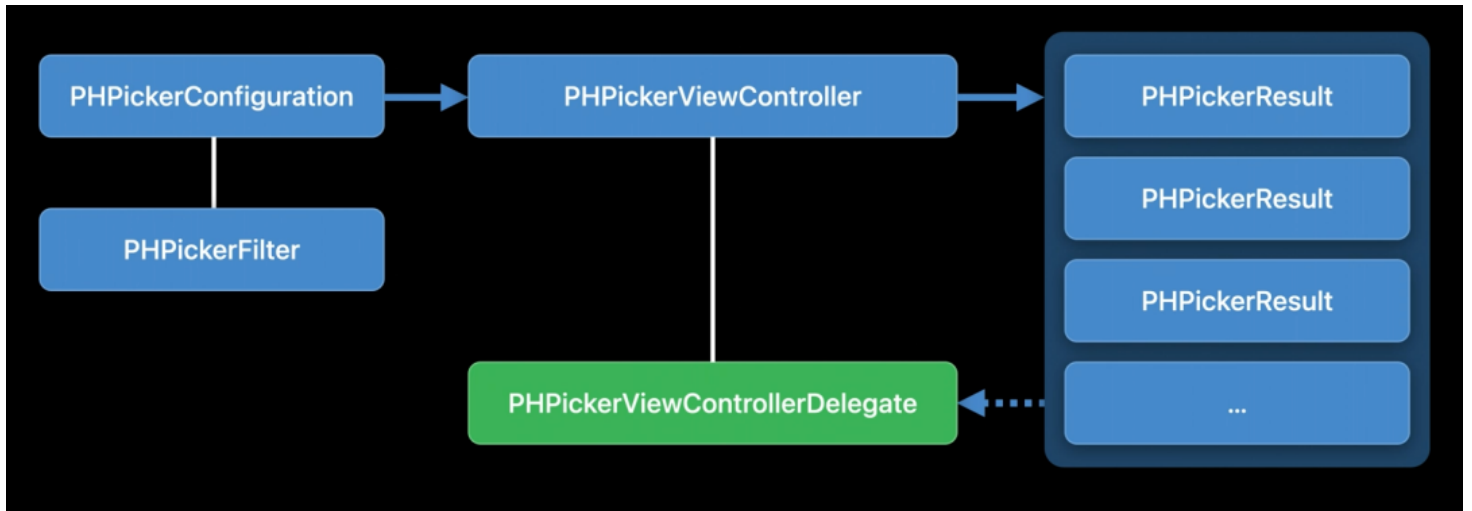 PHPickerConfiguration
PHPickerViewController
PHPickerResult
PHPickerFilter
PHPickerResult
PHPickerResult
PHPickerViewControllerDelegate
...